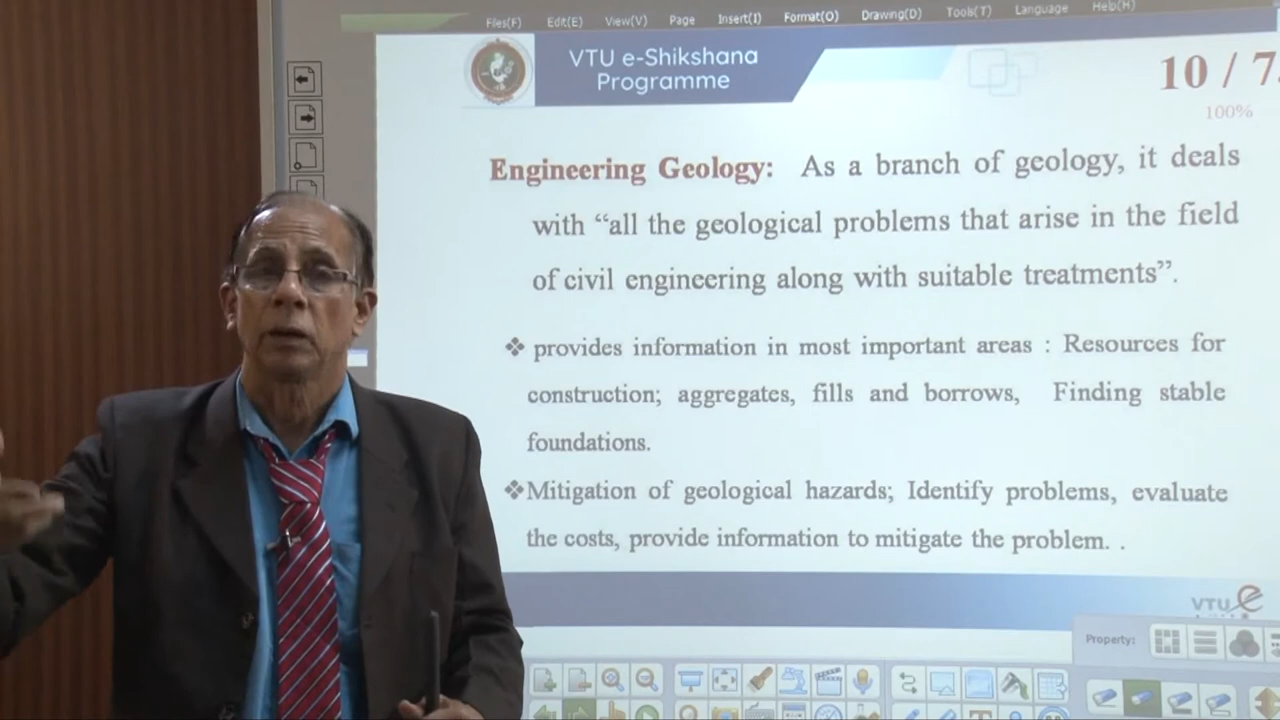 Files(F) Edit(E) View(V) Page Insert(I) Format(O) Drawing(D) Tools(T) Language Help(H)
VTU e-Shikshana
Programme
10 / 7
100%
Engineering Geology: As a branch of geology, it deals
with “all the geological problems that arise in the field
of civil engineering along with suitable treatments”.
❖ provides information in most important areas : Resources for
construction; aggregates, fills and borrows, Finding stable
foundations.
❖Mitigation of geological hazards; Identify problems, evaluate
the costs, provide information to mitigate the problem. .
VTU e
Property: